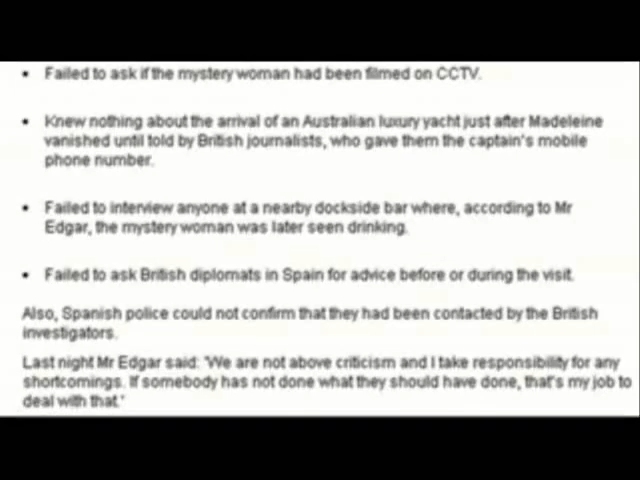 • Failed to ask if the mystery woman had been filmed on CCTV.
• Knew nothing about the arrival of an Australian luxury yacht just after Madeleine
vanished until told by British journalists, who gave them the captain's mobile
phone number.
• Failed to interview anyone at a nearby dockside bar where, according to Mr
Edgar, the mystery woman was later seen drinking.
• Failed to ask British diplomats in Spain for advice before or during the visit.
Also, Spanish police could not confirm that they had been contacted by the British
investigators.
Last night Mr Edgar said: 'We are not above criticism and I take responsibility for any
shortcomings. If somebody has not done what they should have done, that's my job to
deal with that.'